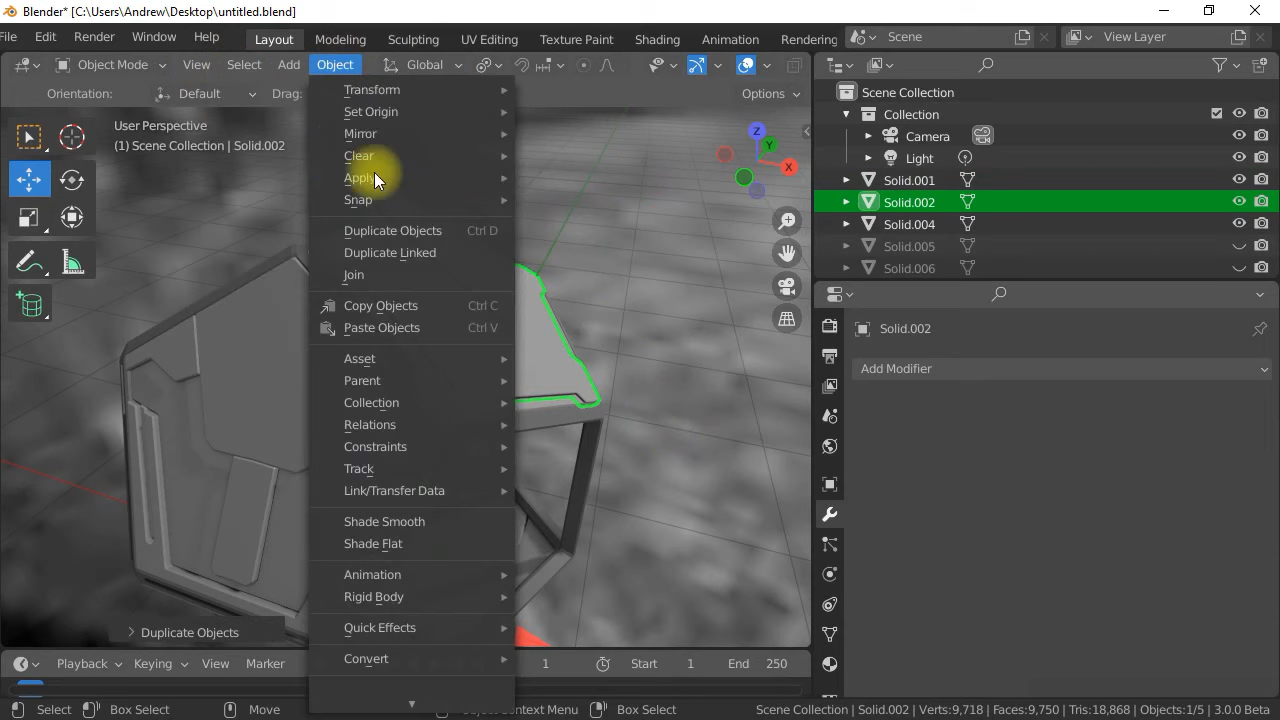 Blender* [C:\Users\Andrew\Desktop\untitled.blend]
File Edit Render Window Help Layout Modeling Sculpting UV Editing Texture Paint Shading Animation Rendering Scene View Layer
Object Mode View Select Add Object Global
Orientation: Default Drag: Options
User Perspective
(1) Scene Collection | Solid.002
Z
Y
X
Transform
Set Origin
Mirror
Clear
Apply
Snap
Duplicate Objects Ctrl D
Duplicate Linked
Join
Copy Objects Ctrl C
Paste Objects Ctrl V
Asset
Parent
Collection
Relations
Constraints
Track
Link/Transfer Data
Shade Smooth
Shade Flat
Animation
Rigid Body
Quick Effects
Convert
Scene Collection
Collection
Camera
Light
Solid.001
Solid.002
Solid.004
Solid.005
Solid.006
Solid.002
Add Modifier
Duplicate Objects
Playback Keying View Marker 1 Start 1 End 250
Select Box Select Move Object Context Menu Box Select Scene Collection | Solid.002 | Verts:9,718 | Faces:9,750 | Tris:18,868 | Objects:1/5 | 3.0.0 Beta